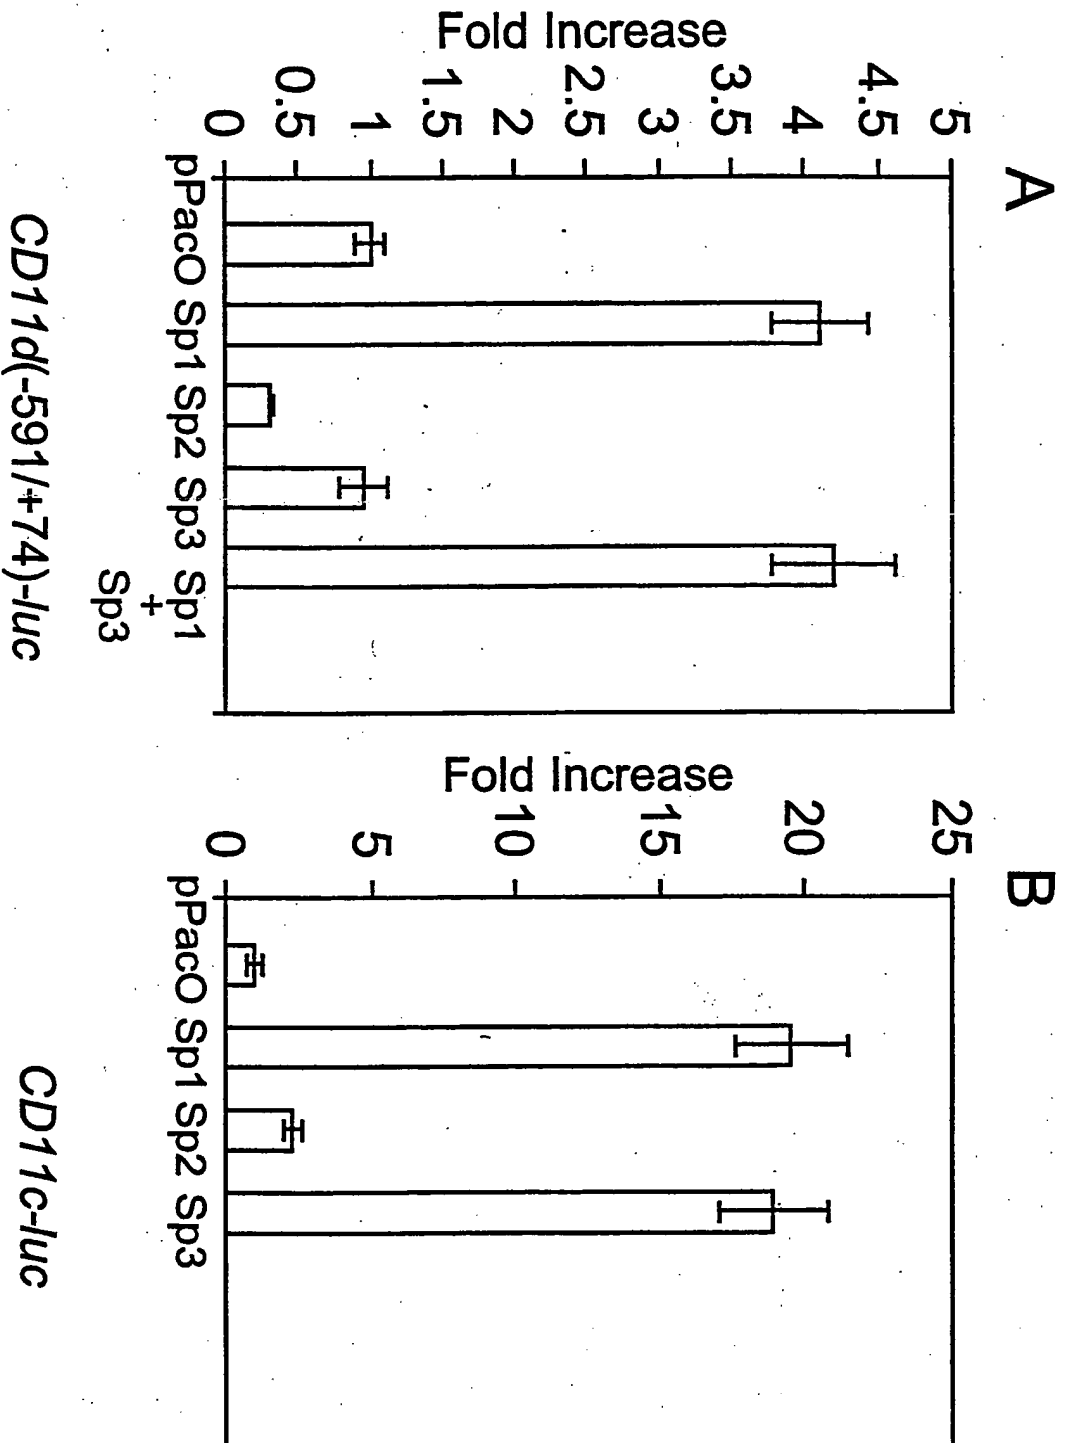 A
Fold Increase
5
4.5
4
3.5
3
2.5
2
1.5
1
0.5
0
pPacO Sp1 Sp2 Sp3 Sp1
+
Sp3
CD11d(-591/+74)-luc
B
Fold Increase
25
20
15
10
5
0
pPacO Sp1 Sp2 Sp3
CD11c-luc